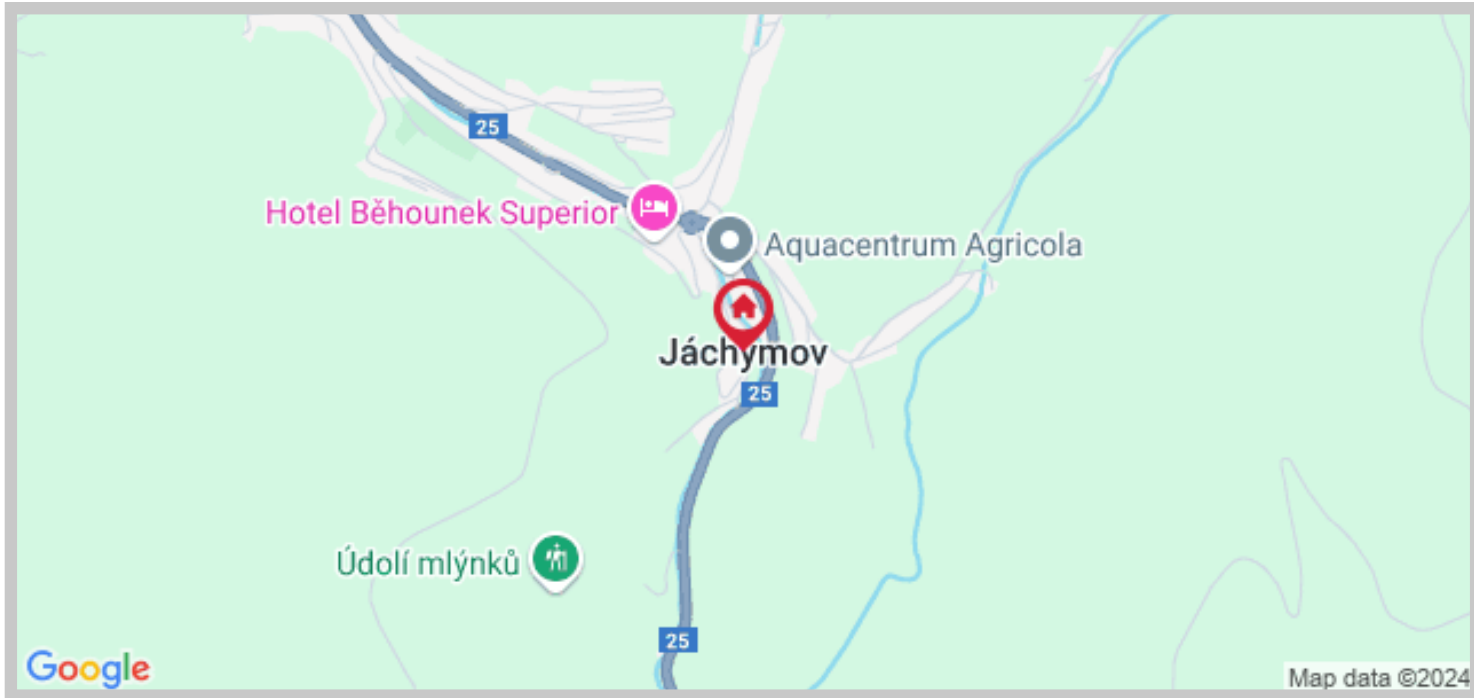 25
Hotel Běhounek Superior
Aquacentrum Agricola
Jáchymov
25
Údolí mlýnků
25
Google
Map data ©2024